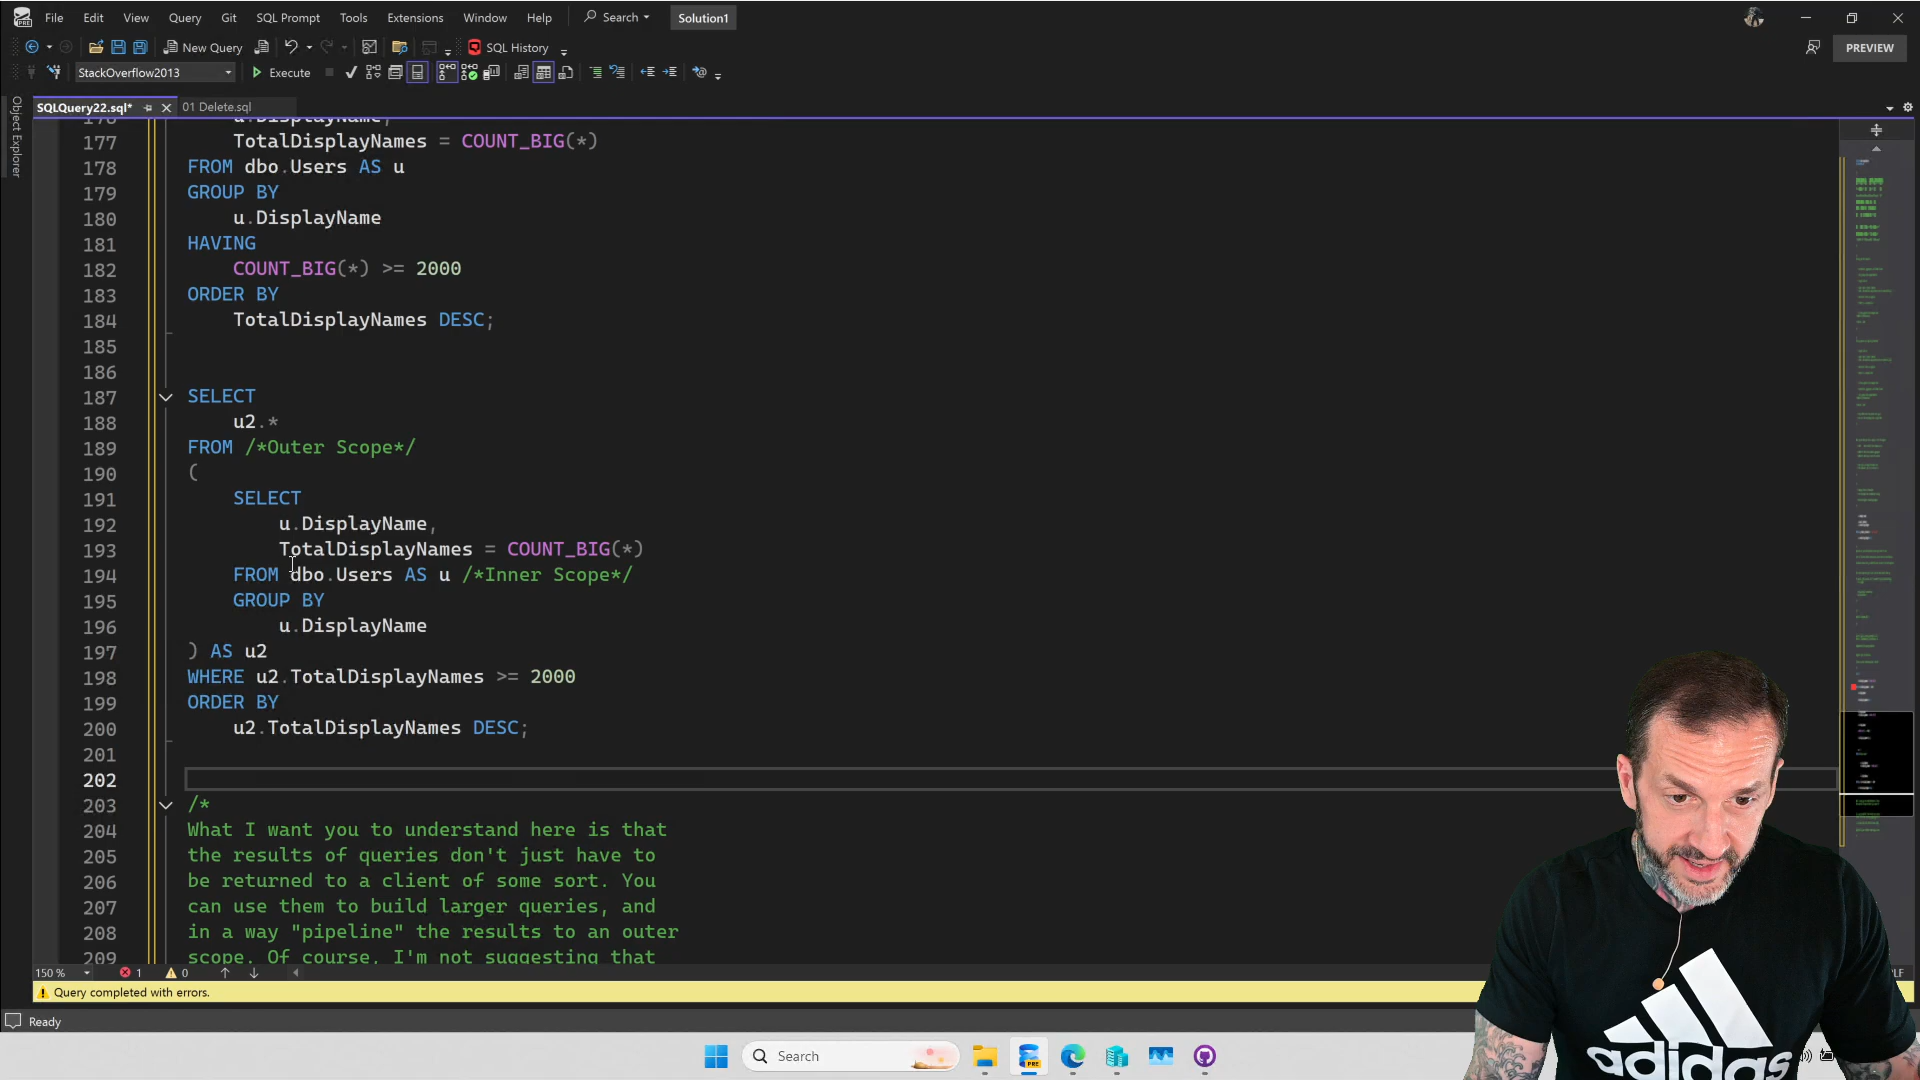 File Edit View Query Git SQL Prompt Tools Extensions Window Help Search Solution1
New Query SQL History PREVIEW
StackOverflow2013 Execute
SQLQuery22.sql* 01 Delete.sql
Object Explorer
177 TotalDisplayNames = COUNT_BIG(*)
178 FROM dbo.Users AS u
179 GROUP BY
180 u.DisplayName
181 HAVING
182 COUNT_BIG(*) >= 2000
183 ORDER BY
184 TotalDisplayNames DESC;
185
186
187 SELECT
188 u2.*
189 FROM /*Outer Scope*/
190 (
191 SELECT
192 u.DisplayName,
193 TotalDisplayNames = COUNT_BIG(*)
194 FROM dbo.Users AS u /*Inner Scope*/
195 GROUP BY
196 u.DisplayName
197 ) AS u2
198 WHERE u2.TotalDisplayNames >= 2000
199 ORDER BY
200 u2.TotalDisplayNames DESC;
201
202
203 /*
204 What I want you to understand here is that
205 the results of queries don't just have to
206 be returned to a client of some sort. You
207 can use them to build larger queries, and
208 in a way "pipeline" the results to an outer
209 scope. Of course, I'm not suggesting that
150 % 1 0
Query completed with errors.
Ready
Search
adidas